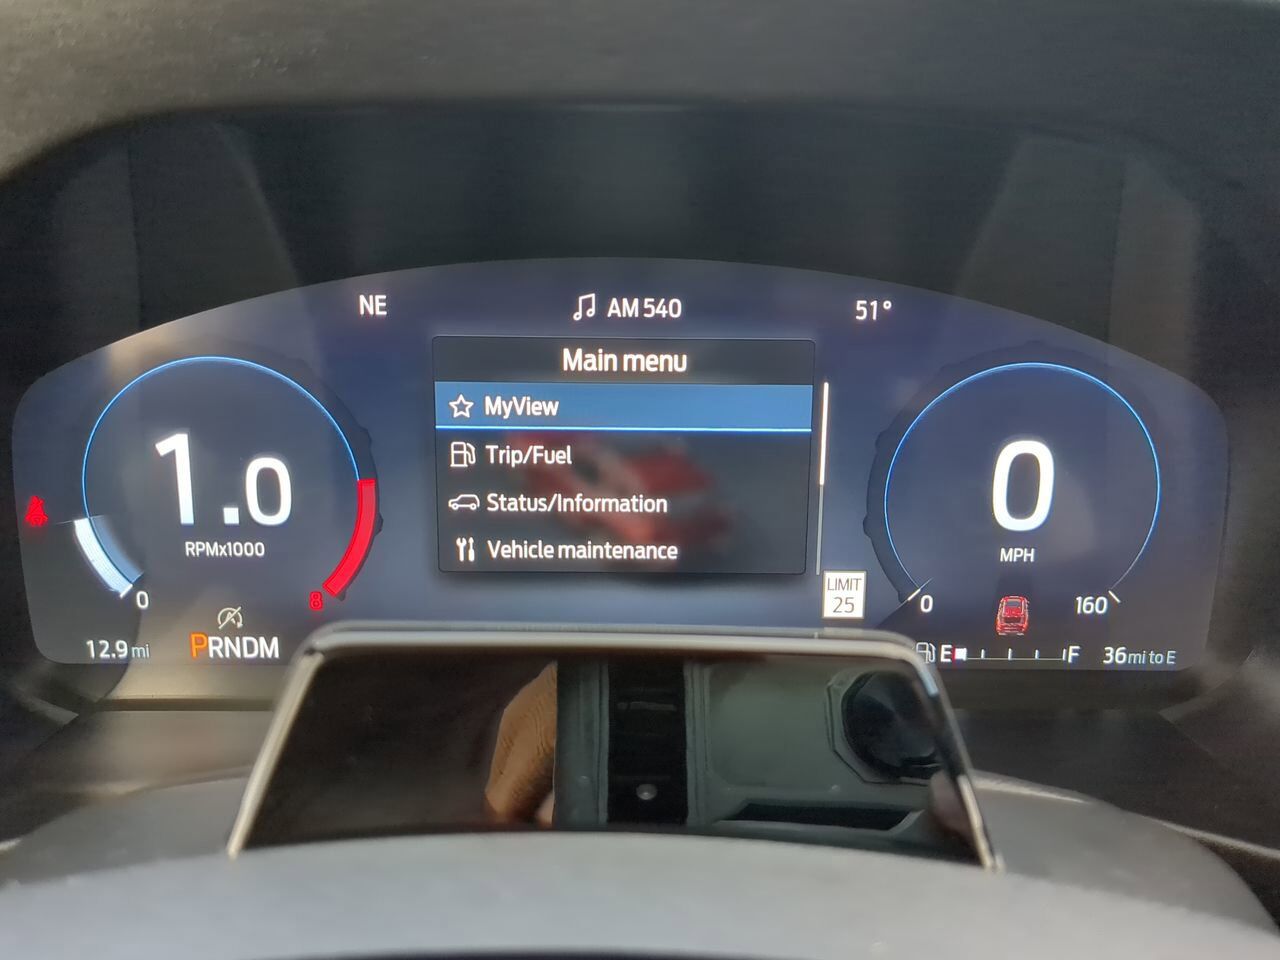 NE
AM 540
51°
Main menu
MyView
Trip/Fuel
Status/Information
Vehicle maintenance
1.0
RPMx1000
0
8
0
MPH
0
160
LIMIT
25
12.9 mi
PRNDM
E
F
36 mi to E